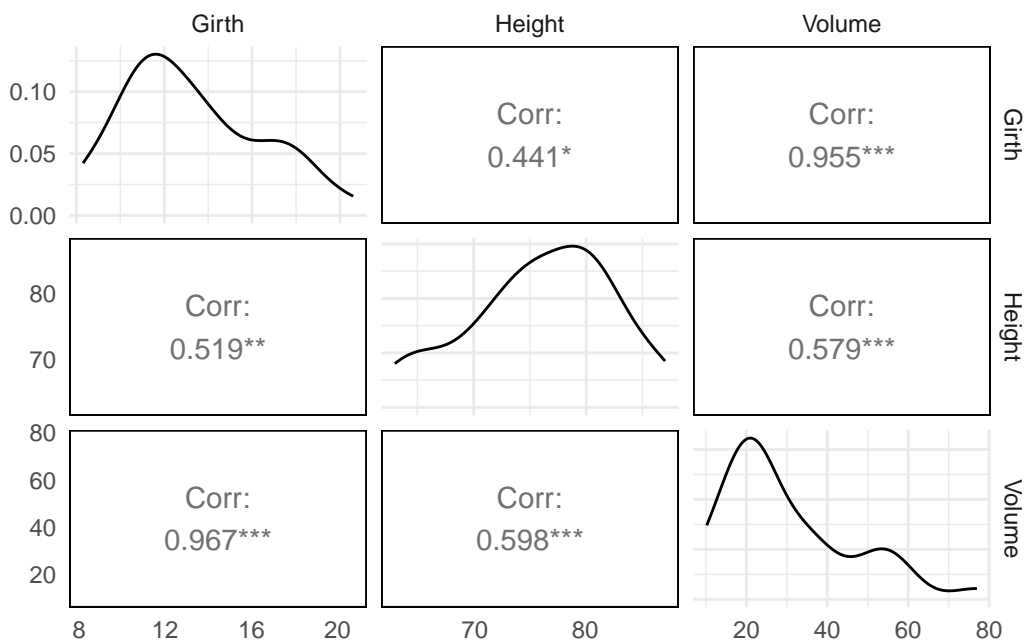 Girth Height Volume
0.10
0.05
0.00
Corr:
0.441*
Corr:
0.955***
Girth
80
70
Corr:
0.519**
Corr:
0.579***
Height
80
60
40
20
Corr:
0.967***
Corr:
0.598***
Volume
8 12 16 20 70 80 20 40 60 80